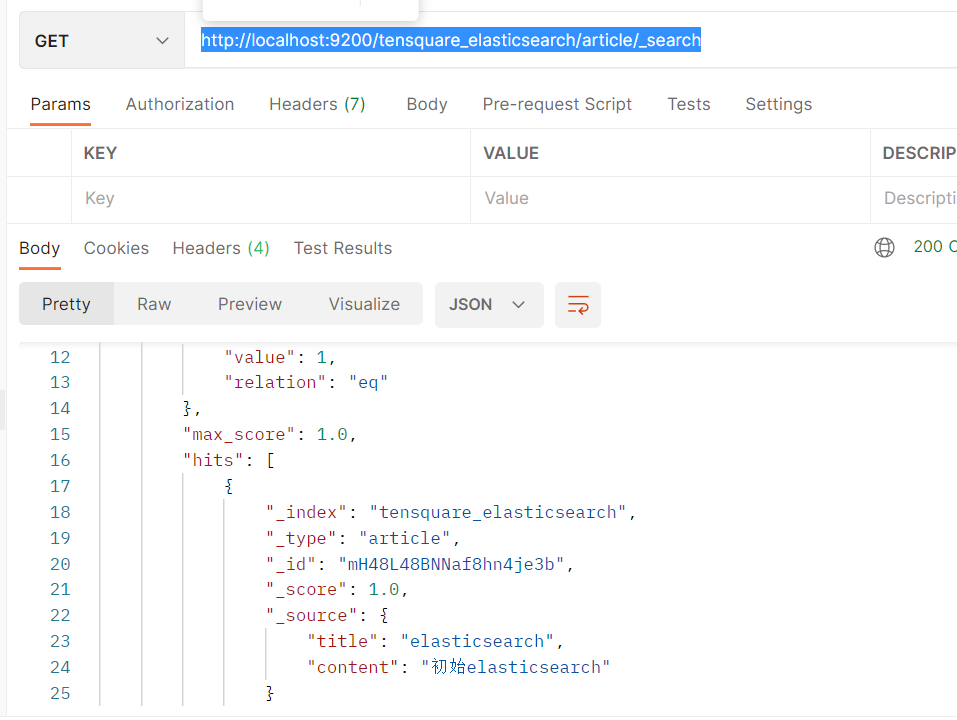 GET http://localhost:9200/tensquare_elasticsearch/article/_search
Params Authorization Headers (7) Body Pre-request Script Tests Settings
KEY VALUE DESCRIP
Key Value Descripti
Body Cookies Headers (4) Test Results 200 O
Pretty Raw Preview Visualize JSON
12 "value": 1,
13 "relation": "eq"
14 },
15 "max_score": 1.0,
16 "hits": [
17 {
18 "_index": "tensquare_elasticsearch",
19 "_type": "article",
20 "_id": "mH48L48BNNaf8hn4je3b",
21 "_score": 1.0,
22 "_source": {
23 "title": "elasticsearch",
24 "content": "初始elasticsearch"
25 }